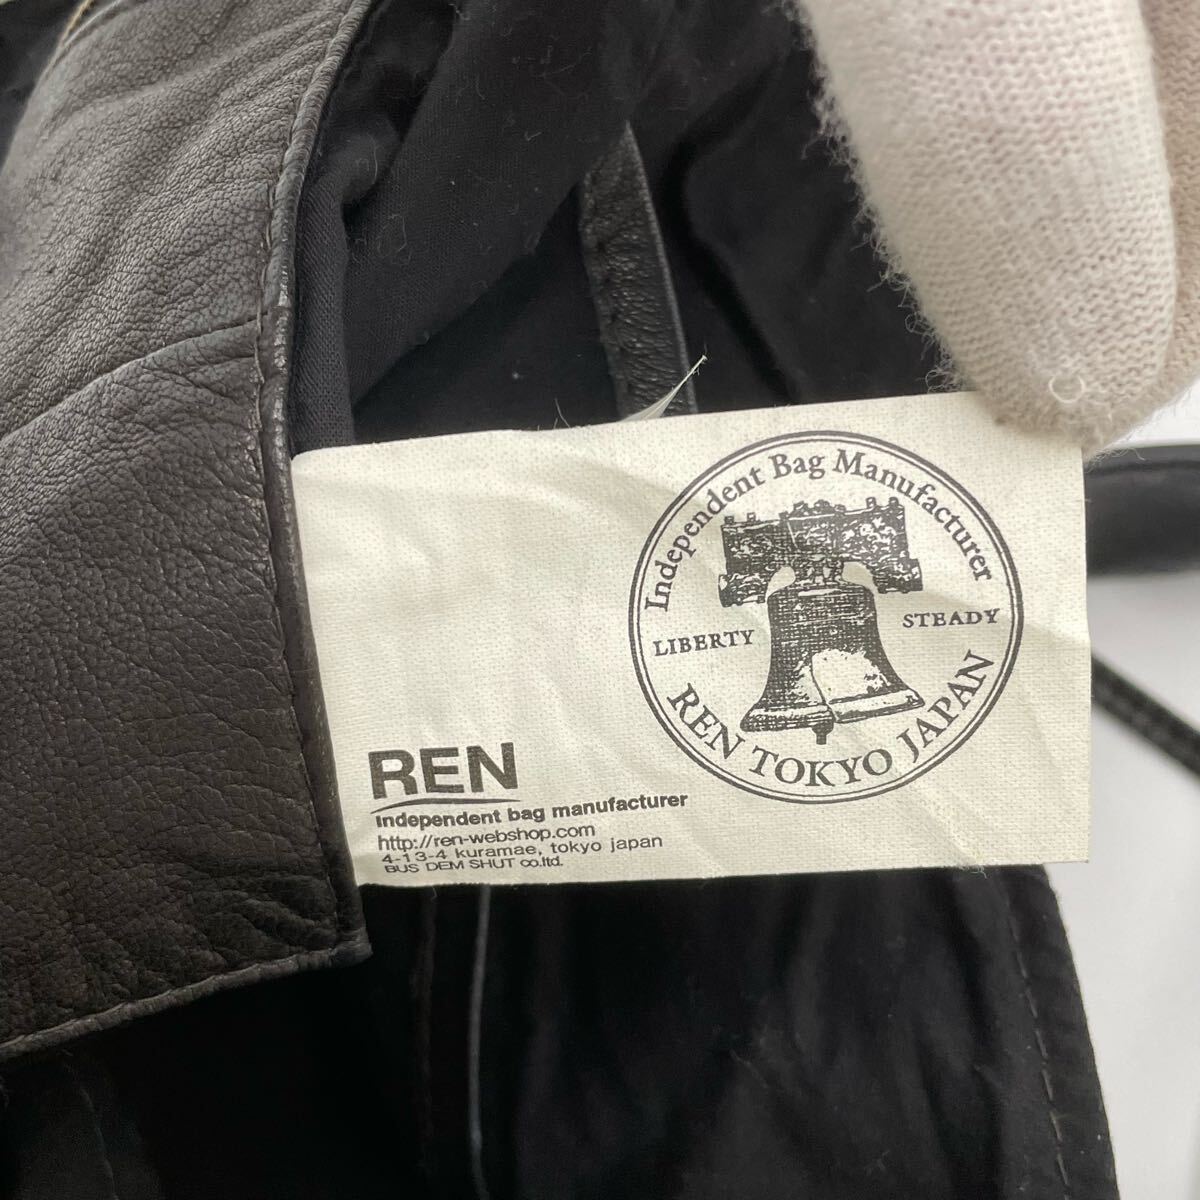 Independent Bag Manufacturer
LIBERTY
STEADY
REN TOKYO JAPAN
REN
independent bag manufacturer
http://ren-webshop.com
4-13-4 kuramae, tokyo japan
BUS DEM SHUT co.ltd.